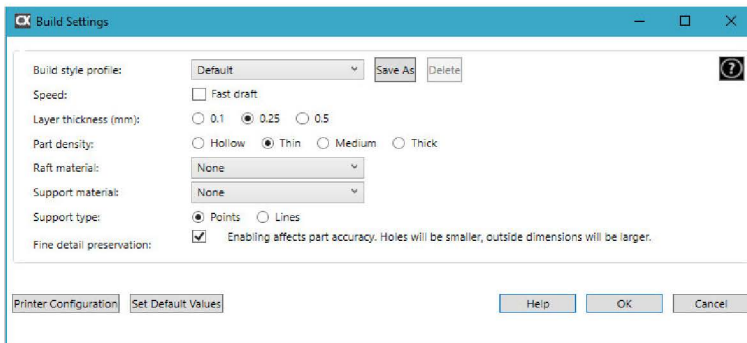 CX Build Settings
Build style profile: Default Save As Delete
Speed: Fast draft
Layer thickness (mm): 0.1 0.25 0.5
Part density: Hollow Thin Medium Thick
Raft material: None
Support material: None
Support type: Points Lines
Fine detail preservation: Enabling affects part accuracy. Holes will be smaller, outside dimensions will be larger.
Printer Configuration Set Default Values Help OK Cancel